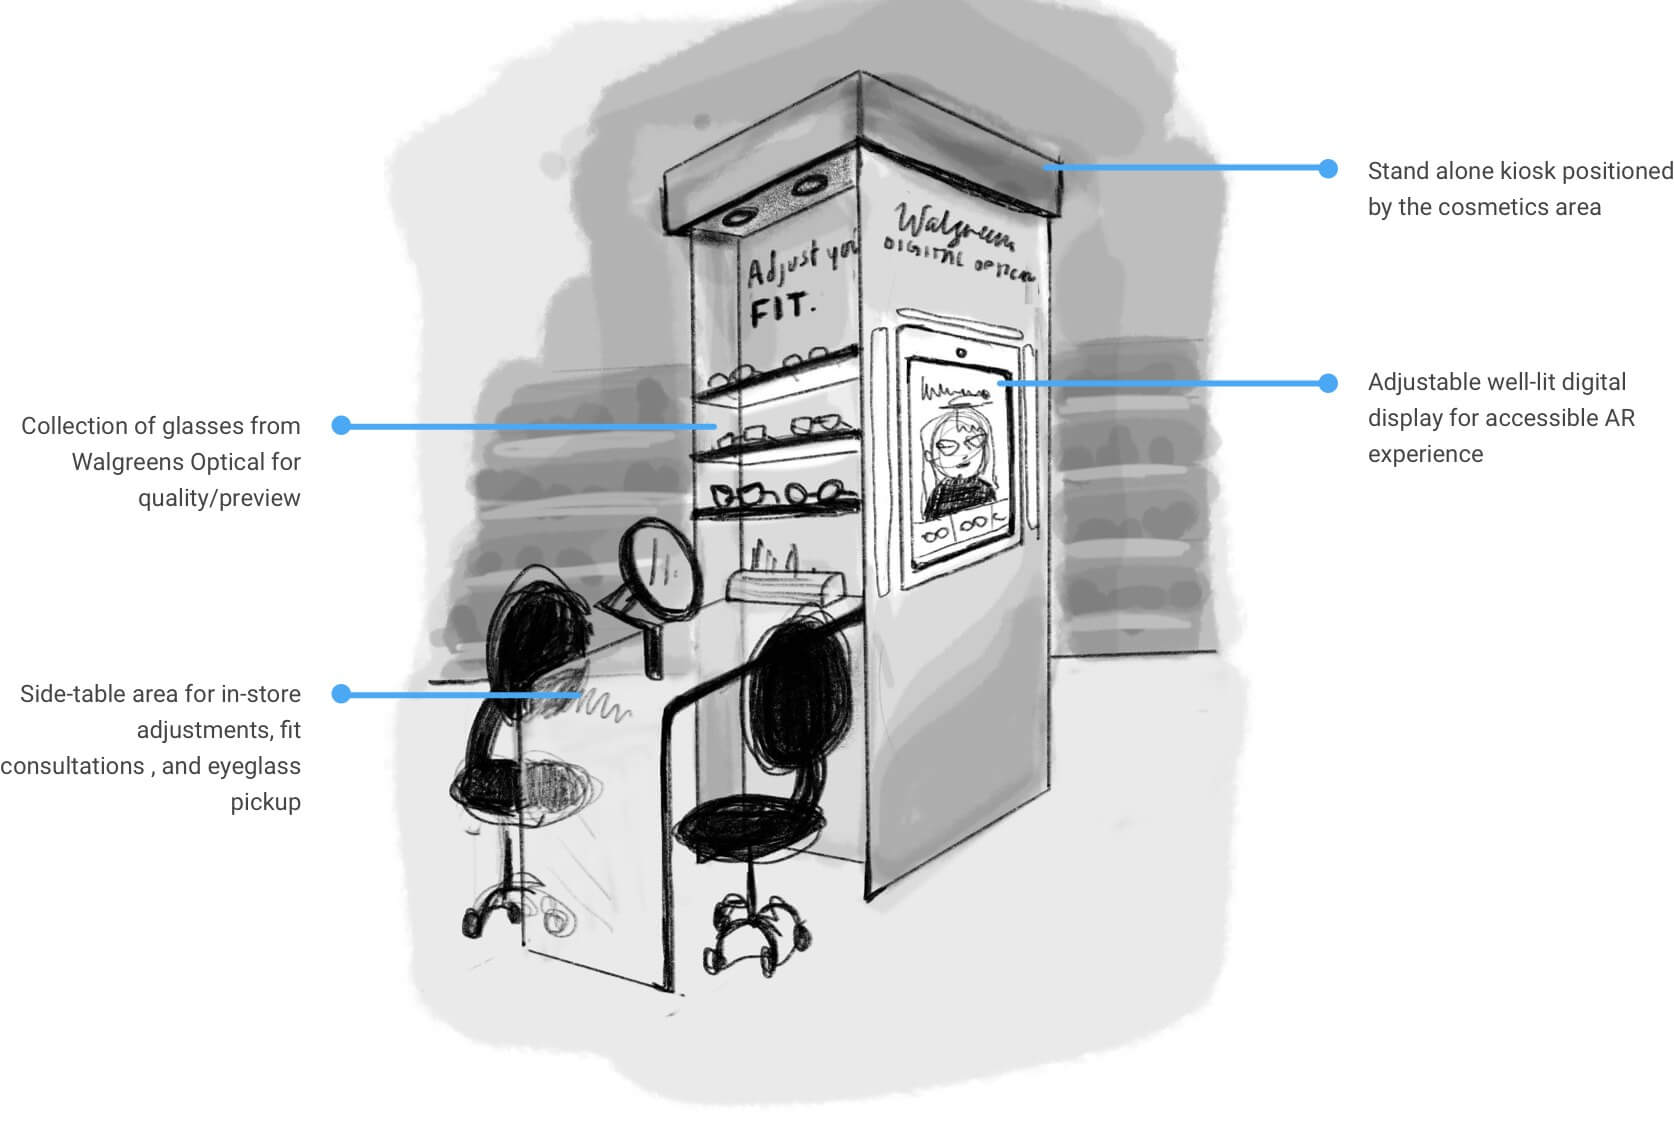 Stand alone kiosk positioned
by the cosmetics area
Walgreens
DIGITAL OPTICAL
Adjust you
FIT.
Adjustable well-lit digital
display for accessible AR
experience
Collection of glasses from
Walgreens Optical for
quality/preview
Side-table area for in-store
adjustments, fit
consultations , and eyeglass
pickup